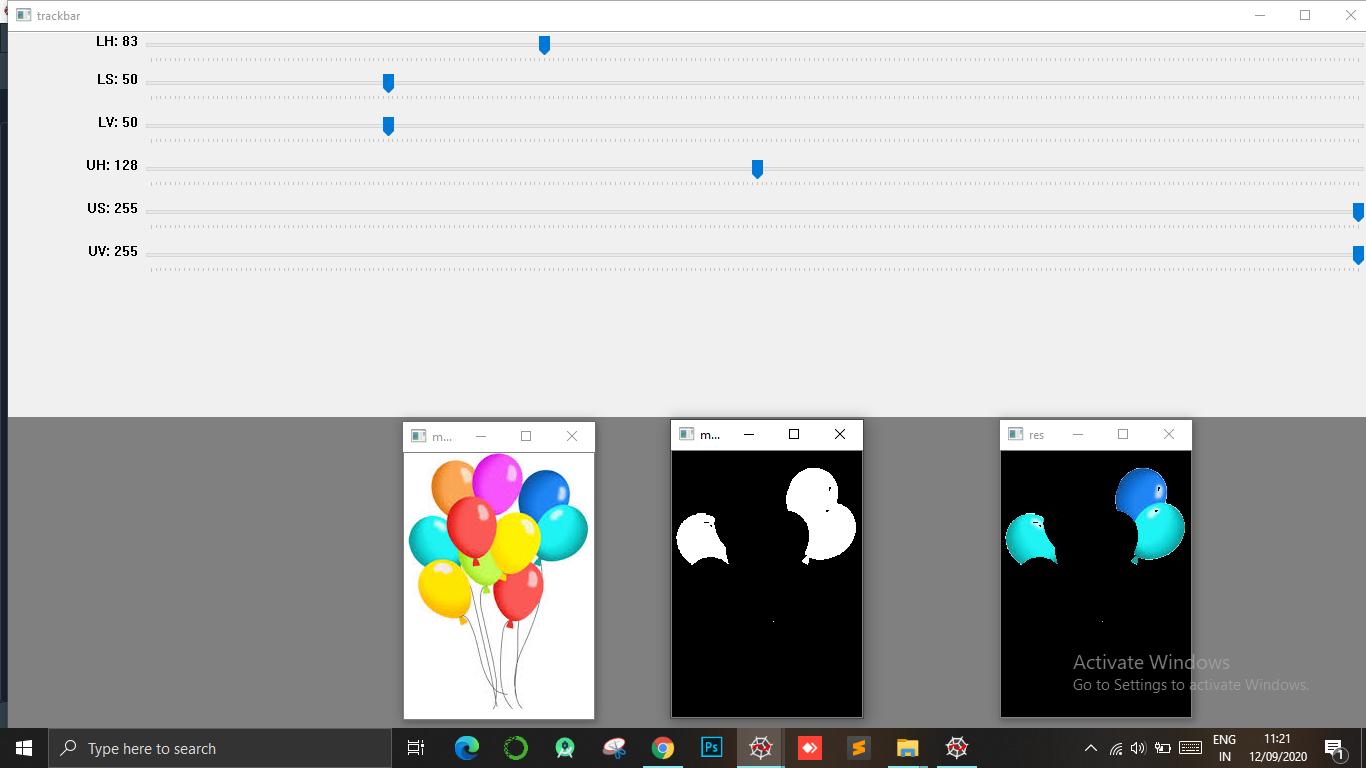 trackbar
LH: 83
LS: 50
LV: 50
UH: 128
US: 255
UV: 255
m...
m...
res
Activate Windows
Go to Settings to activate Windows.
Type here to search
Ps
ENG
IN
11:21
12/09/2020
1